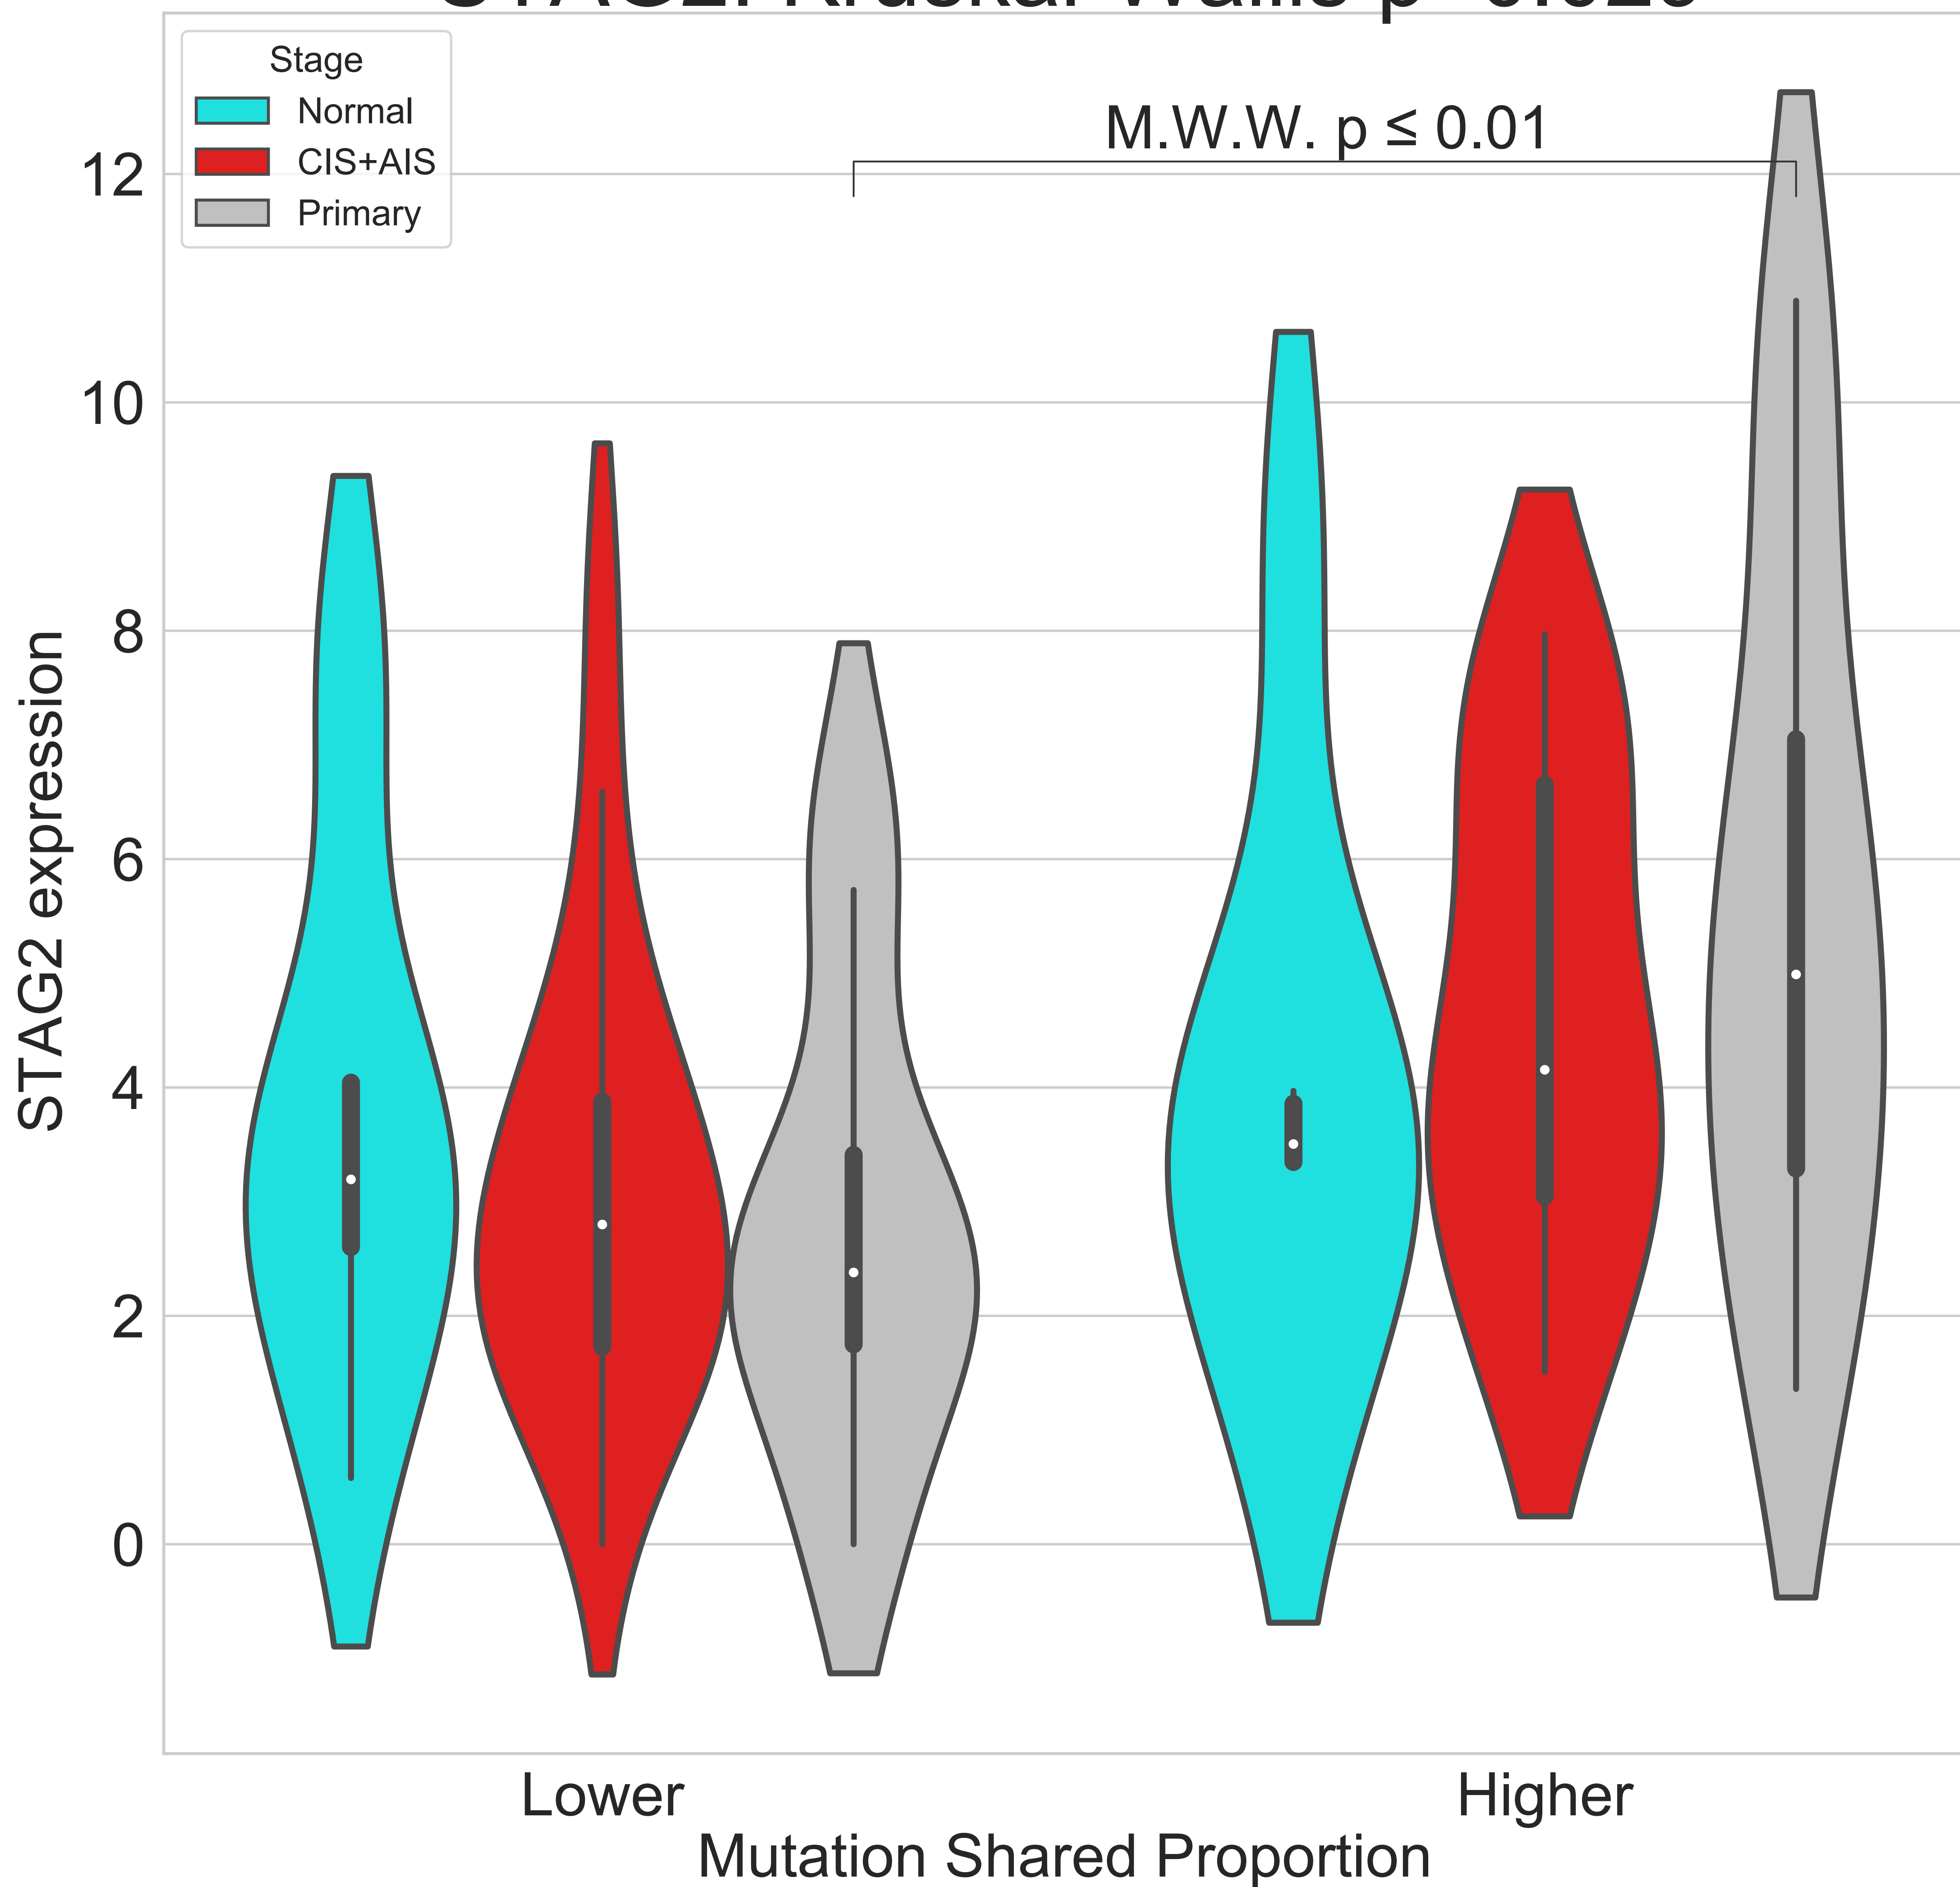 Stage
Normal
CIS+AIS
Primary
M.W.W. p ≤ 0.01
12
10
8
6
4
2
0
STAG2 expression
Lower
Higher
Mutation Shared Proportion